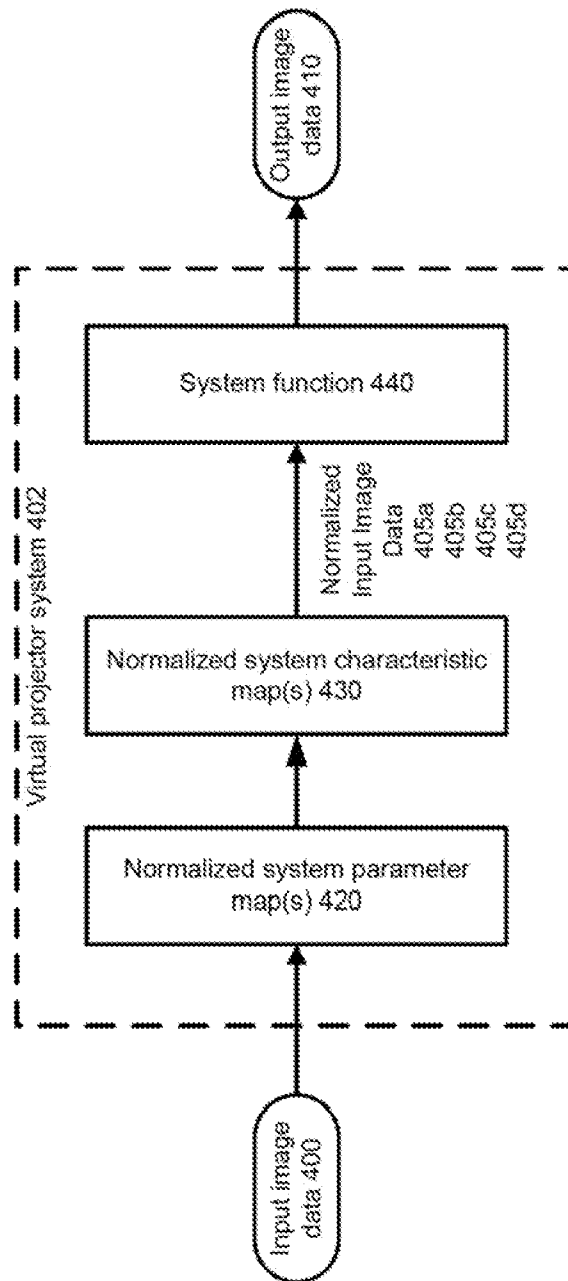 Virtual projector system 402
Input image
data 400
Normalized system parameter
map(s) 420
Normalized system characteristic
map(s) 430
Normalized
Input Image
Data
405a
405b
405c
405d
System function 440
Output image
data 410